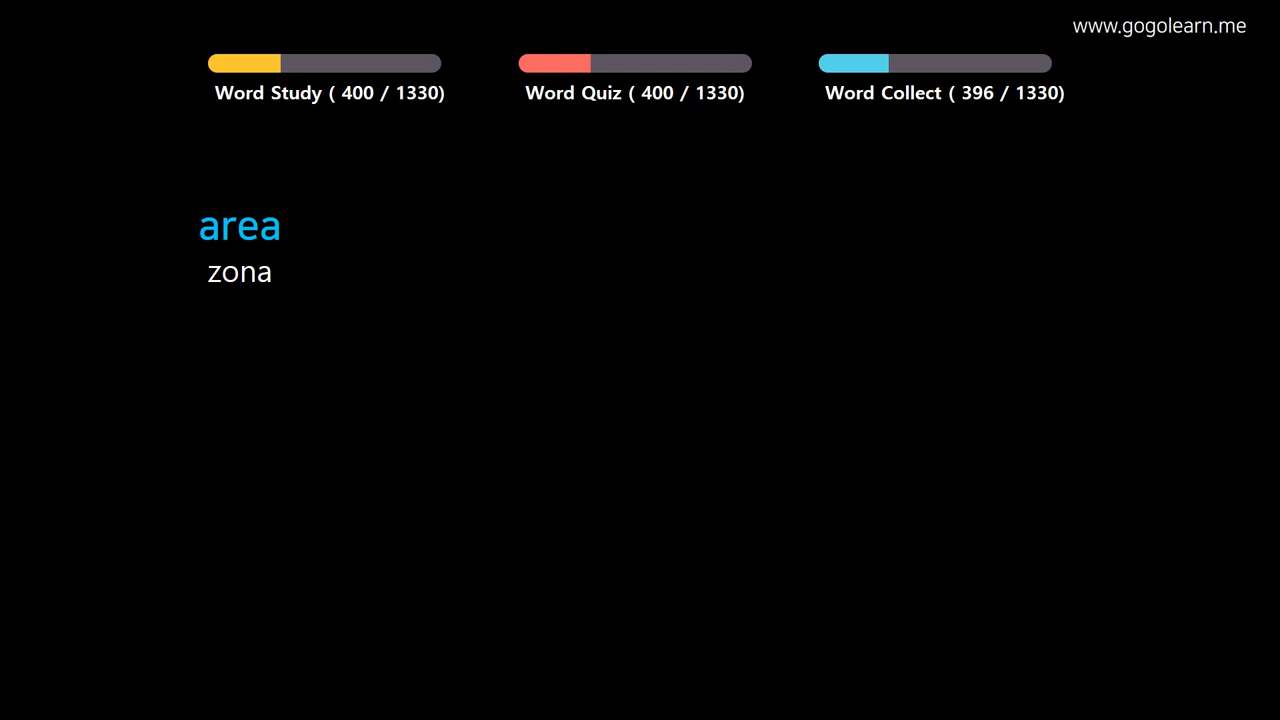 www.gogolearn.me
Word Study ( 400 / 1330)
Word Quiz ( 400 / 1330)
Word Collect ( 396 / 1330)
area
zona